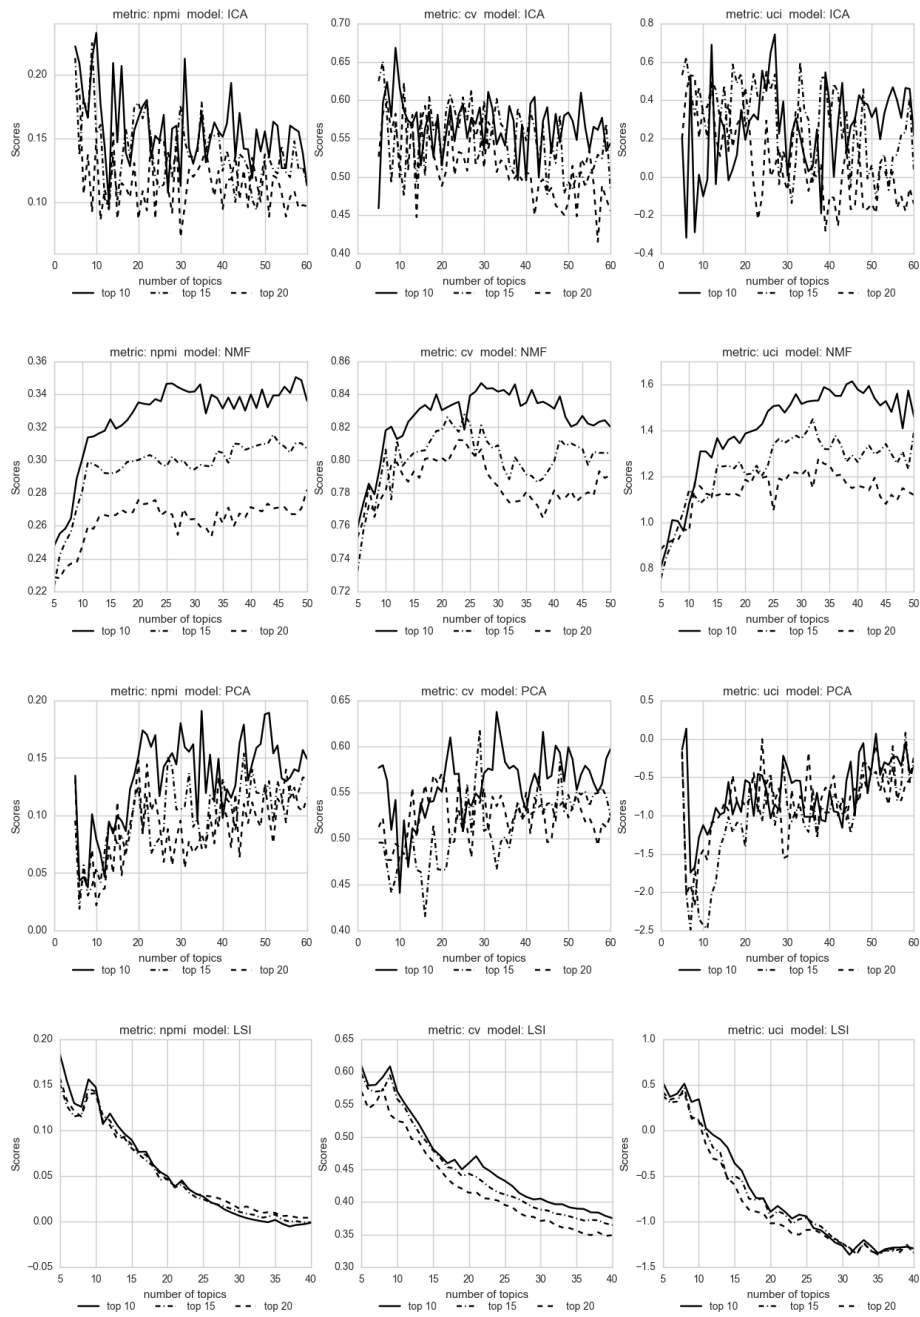 metric: npmi model: ICA
Scores
0.20
0.15
0.10
0 10 20 30 40 50 60
number of topics
top 10 top 15 top 20
metric: cv model: ICA
Scores
0.70
0.65
0.60
0.55
0.50
0.45
0.40
0 10 20 30 40 50 60
number of topics
top 10 top 15 top 20
metric: uci model: ICA
Scores
0.8
0.6
0.4
0.2
0.0
−0.2
−0.4
0 10 20 30 40 50 60
number of topics
top 10 top 15 top 20
metric: npmi model: NMF
Scores
0.36
0.34
0.32
0.30
0.28
0.26
0.24
0.22
5 10 15 20 25 30 35 40 45 50
number of topics
top 10 top 15 top 20
metric: cv model: NMF
Scores
0.86
0.84
0.82
0.80
0.78
0.76
0.74
0.72
5 10 15 20 25 30 35 40 45 50
number of topics
top 10 top 15 top 20
metric: uci model: NMF
Scores
1.6
1.4
1.2
1.0
0.8
5 10 15 20 25 30 35 40 45 50
number of topics
top 10 top 15 top 20
metric: npmi model: PCA
Scores
0.20
0.15
0.10
0.05
0.00
0 10 20 30 40 50 60
number of topics
top 10 top 15 top 20
metric: cv model: PCA
Scores
0.65
0.60
0.55
0.50
0.45
0.40
0 10 20 30 40 50 60
number of topics
top 10 top 15 top 20
metric: uci model: PCA
Scores
0.5
0.0
−0.5
−1.0
−1.5
−2.0
−2.5
0 10 20 30 40 50 60
number of topics
top 10 top 15 top 20
metric: npmi model: LSI
Scores
0.20
0.15
0.10
0.05
0.00
−0.05
5 10 15 20 25 30 35 40
number of topics
top 10 top 15 top 20
metric: cv model: LSI
Scores
0.65
0.60
0.55
0.50
0.45
0.40
0.35
0.30
5 10 15 20 25 30 35 40
number of topics
top 10 top 15 top 20
metric: uci model: LSI
Scores
1.0
0.5
0.0
−0.5
−1.0
−1.5
5 10 15 20 25 30 35 40
number of topics
top 10 top 15 top 20